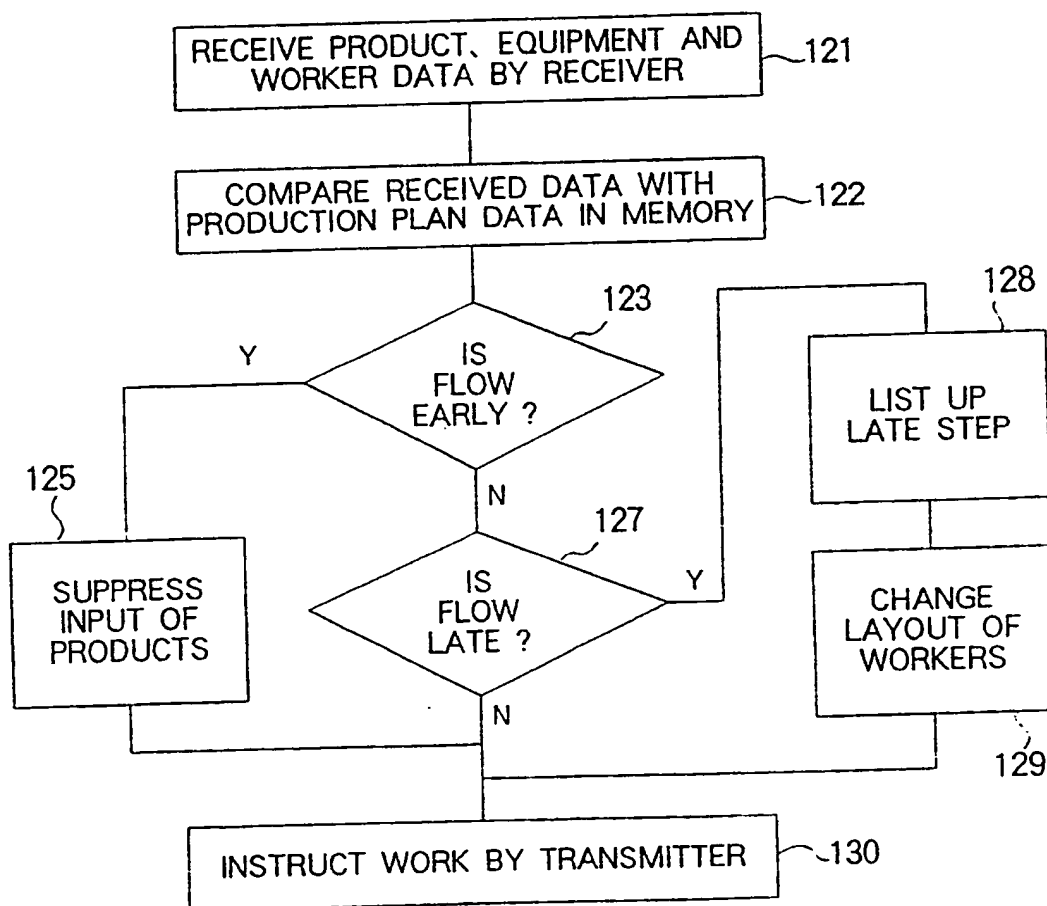 RECEIVE PRODUCT、EQUIPMENT AND
WORKER DATA BY RECEIVER
121
COMPARE RECEIVED DATA WITH
PRODUCTION PLAN DATA IN MEMORY
122
123
Y
IS
FLOW
EARLY ?
N
128
LIST UP
LATE STEP
125
SUPPRESS
INPUT OF
PRODUCTS
127
Y
IS
FLOW
LATE ?
N
CHANGE
LAYOUT OF
WORKERS
129
INSTRUCT WORK BY TRANSMITTER
130